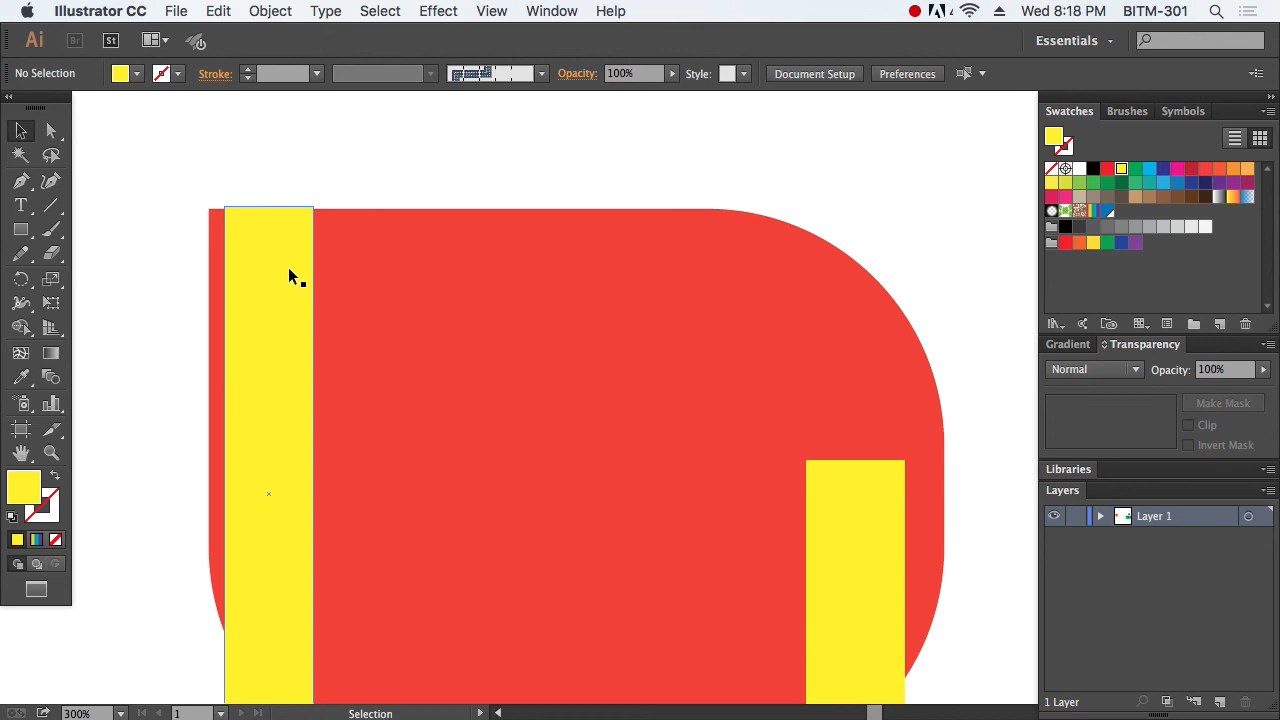 Illustrator CC File Edit Object Type Select Effect View Window Help 4 Wed 8:18 PM BITM-301
Ai Br St Essentials
No Selection Stroke: Opacity: 100% Style: Document Setup Preferences
Swatches Brushes Symbols
Gradient Transparency
Normal Opacity: 100%
Make Mask
Clip
Invert Mask
Libraries
Layers
Layer 1
1 Layer
300% 1 Selection